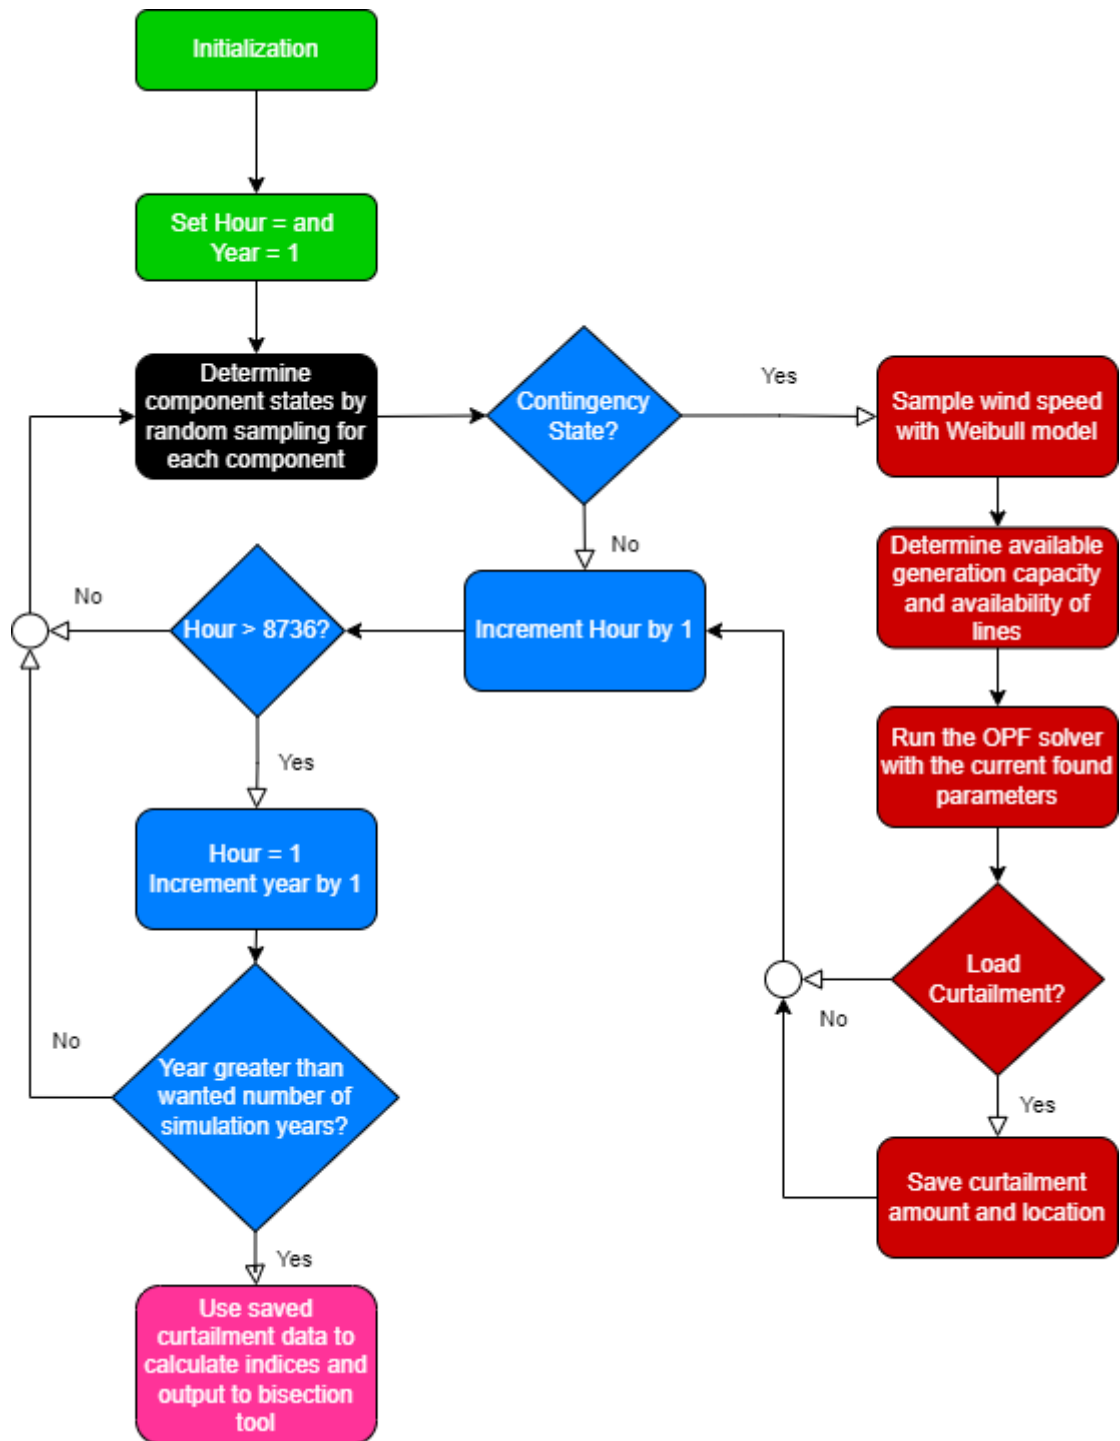 Initialization
Set Hour = and
Year = 1
Determine
component states by
random sampling for
each component
Contingency
State?
Yes
No
Sample wind speed
with Weibull model
Determine available
generation capacity
and availability of
lines
Run the OPF solver
with the current found
parameters
Load
Curtailment?
No
Yes
Save curtailment
amount and location
Increment Hour by 1
Hour > 8736?
No
Yes
Hour = 1
Increment year by 1
Year greater than
wanted number of
simulation years?
No
Yes
Use saved
curtailment data to
calculate indices and
output to bisection
tool